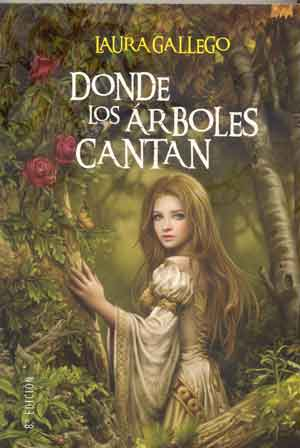 LAURA GALLEGO
DONDE
LOS ÁRBOLES
CANTAN
8.ª EDICIÓN